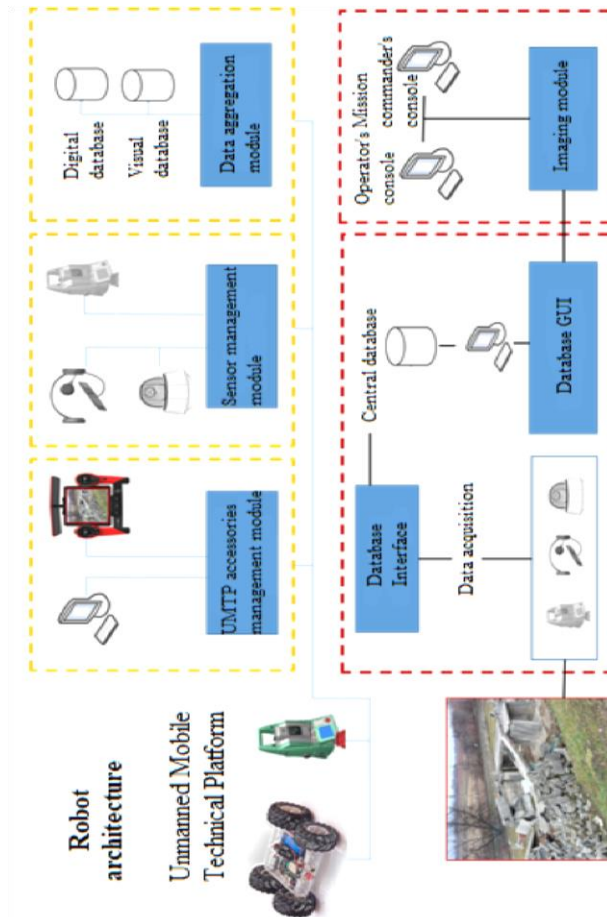 Robot
architecture
Unmanned Mobile
Technical Platform
UMTP accessories
management module
Sensor management
module
Digital
database
Visual
database
Data aggregation
module
Database
Interface
Data acquisition
Central database
Database GUI
Operator's
console
Mission
commander's
console
Imaging module